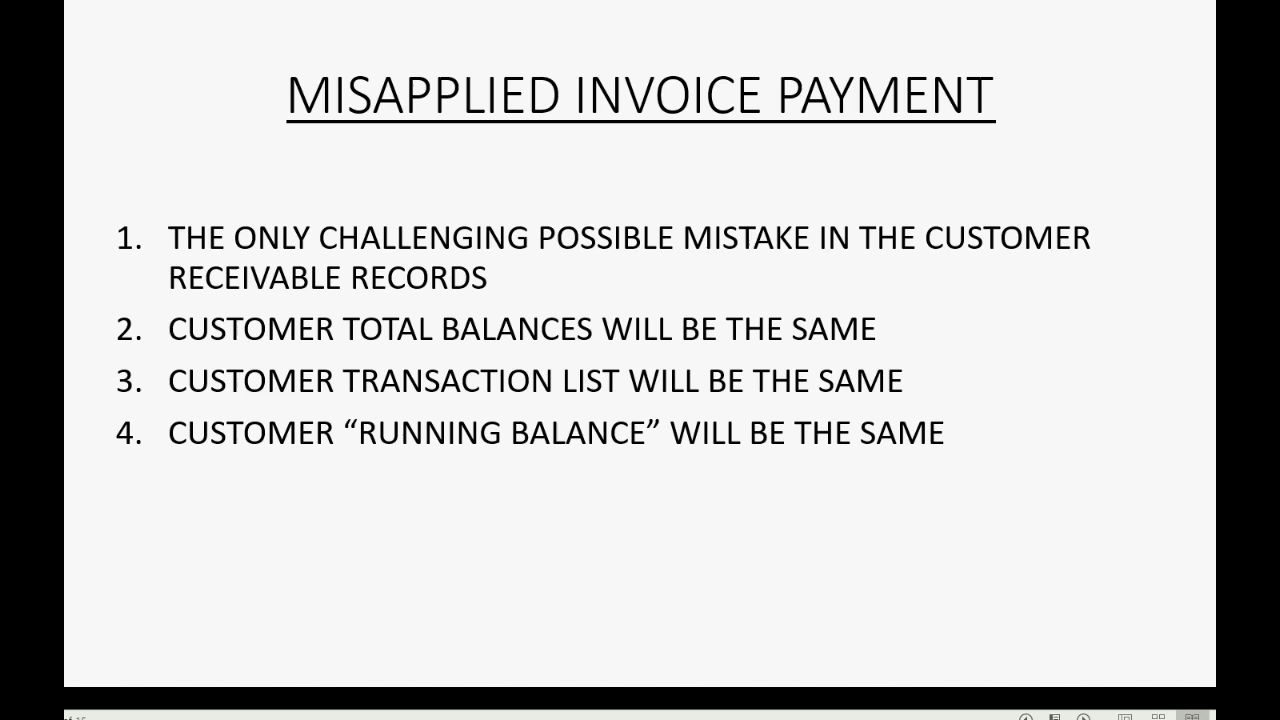 MISAPPLIED INVOICE PAYMENT
1. THE ONLY CHALLENGING POSSIBLE MISTAKE IN THE CUSTOMER
RECEIVABLE RECORDS
2. CUSTOMER TOTAL BALANCES WILL BE THE SAME
3. CUSTOMER TRANSACTION LIST WILL BE THE SAME
4. CUSTOMER “RUNNING BALANCE” WILL BE THE SAME